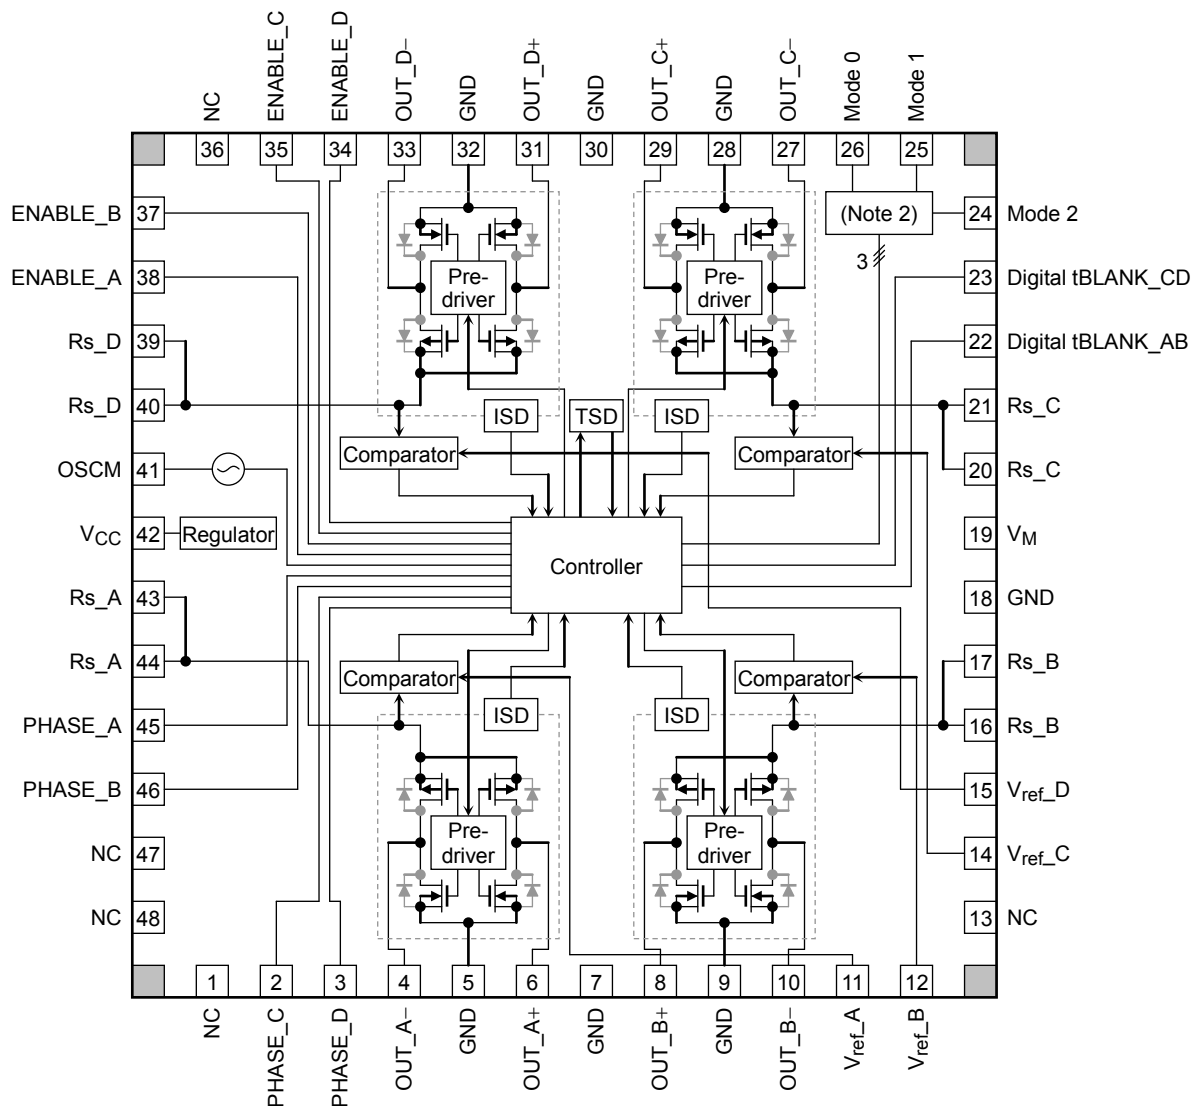 NC
ENABLE_C
ENABLE_D
OUT_D−
GND
OUT_D+
GND
OUT_C+
GND
OUT_C−
Mode 0
Mode 1
36
35
34
33
32
31
30
29
28
27
26
25
ENABLE_B
37
(Note 2)
24
Mode 2
3
ENABLE_A
38
Pre-
driver
Pre-
driver
23
Digital tBLANK_CD
Rs_D
39
22
Digital tBLANK_AB
Rs_D
40
ISD
TSD
ISD
21
Rs_C
OSCM
41
Comparator
Comparator
20
Rs_C
VCC
42
Regulator
19
VM
Controller
Rs_A
43
18
GND
Rs_A
44
Comparator
Comparator
17
Rs_B
PHASE_A
45
ISD
ISD
16
Rs_B
PHASE_B
46
15
Vref_D
NC
47
Pre-
driver
Pre-
driver
14
Vref_C
NC
48
13
NC
1
2
3
4
5
6
7
8
9
10
11
12
NC
PHASE_C
PHASE_D
OUT_A−
GND
OUT_A+
GND
OUT_B+
GND
OUT_B−
Vref_A
Vref_B